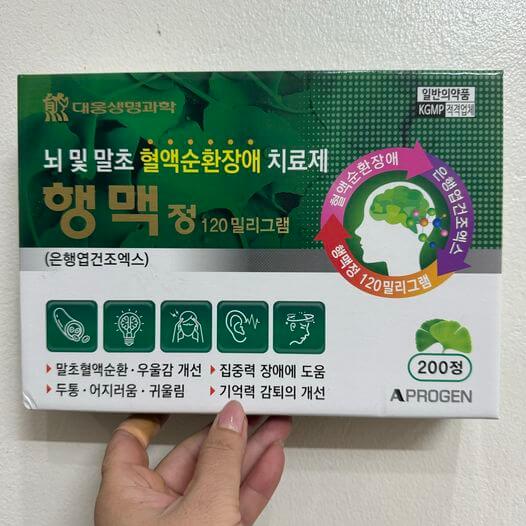 대웅생명과학
일반의약품
KGMP 적격업체
뇌 및 말초 혈액순환장애 치료제
행맥정 120밀리그램
(은행엽건조엑스)
혈액순환장애
은행엽건조엑스
행맥정 120밀리그램
▸ 말초혈액순환·우울감 개선
▸ 집중력 장애에 도움
▸ 두통·어지러움·귀울림
▸ 기억력 감퇴의 개선
200정
APROGEN